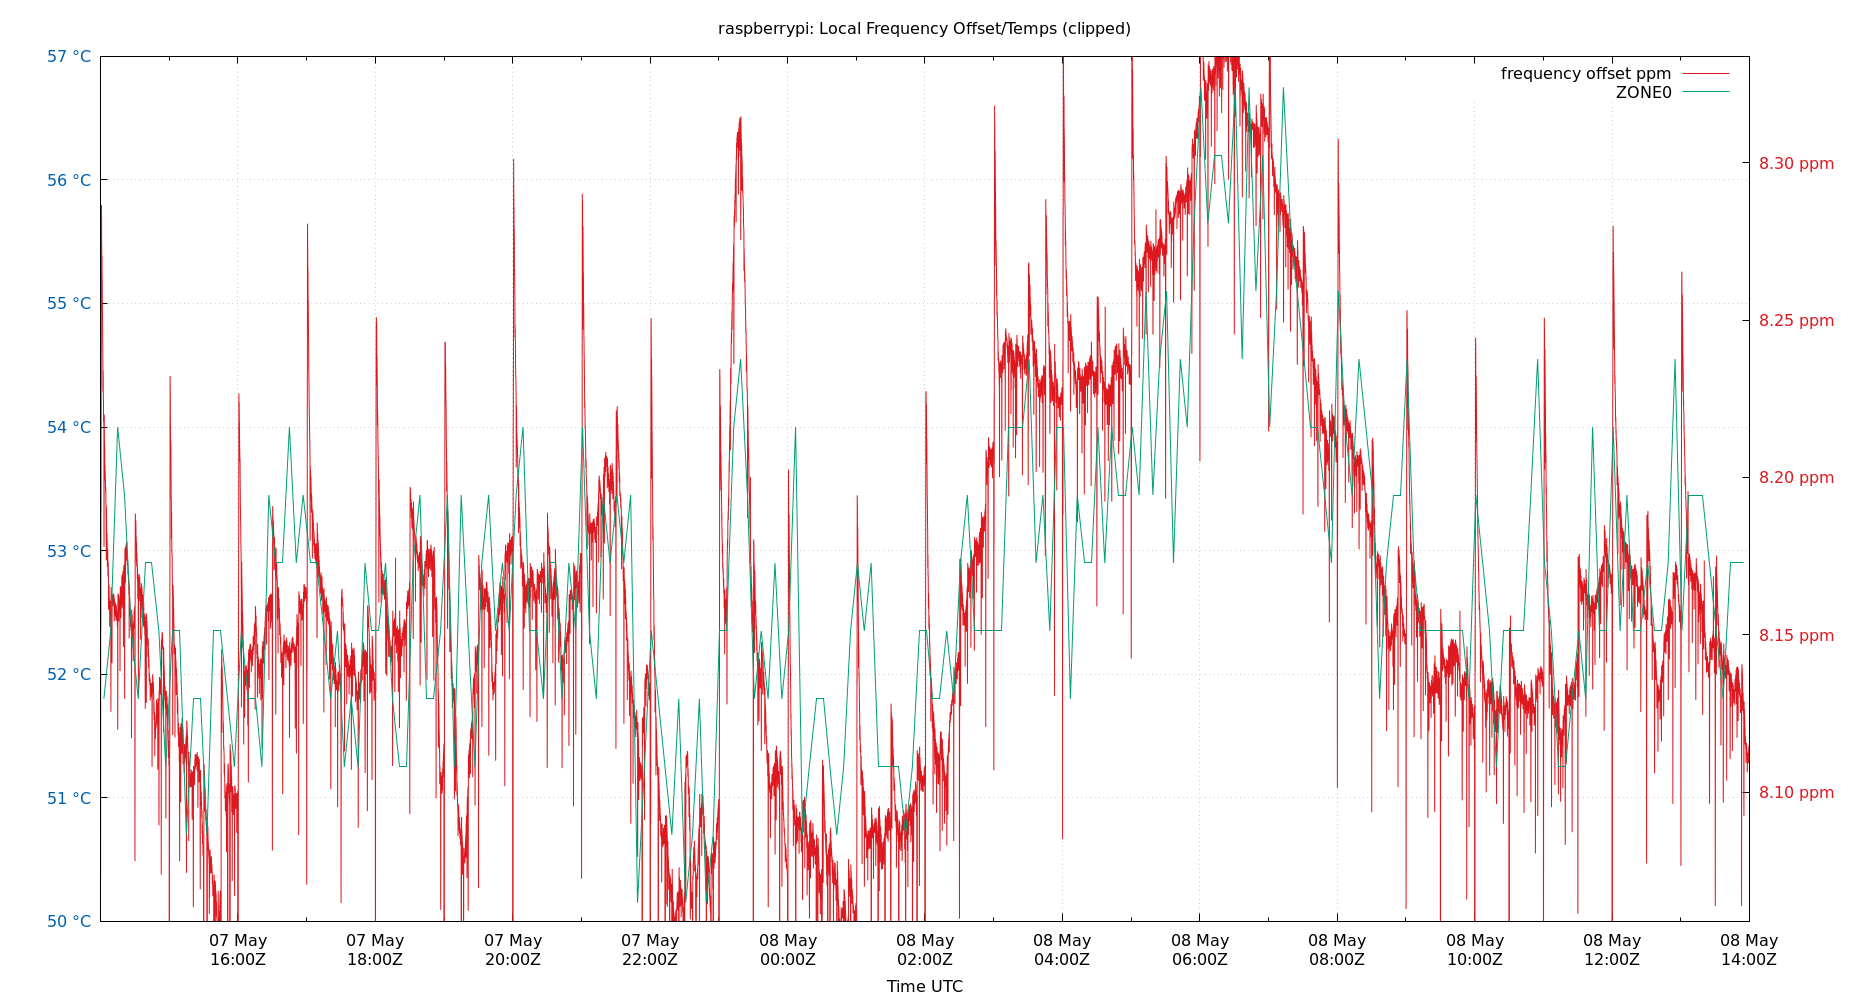 raspberrypi: Local Frequency Offset/Temps (clipped)
frequency offset ppm
ZONE0
57 °C
56 °C
55 °C
54 °C
53 °C
52 °C
51 °C
50 °C
8.30 ppm
8.25 ppm
8.20 ppm
8.15 ppm
8.10 ppm
07 May
16:00Z
07 May
18:00Z
07 May
20:00Z
07 May
22:00Z
08 May
00:00Z
08 May
02:00Z
08 May
04:00Z
08 May
06:00Z
08 May
08:00Z
08 May
10:00Z
08 May
12:00Z
08 May
14:00Z
Time UTC